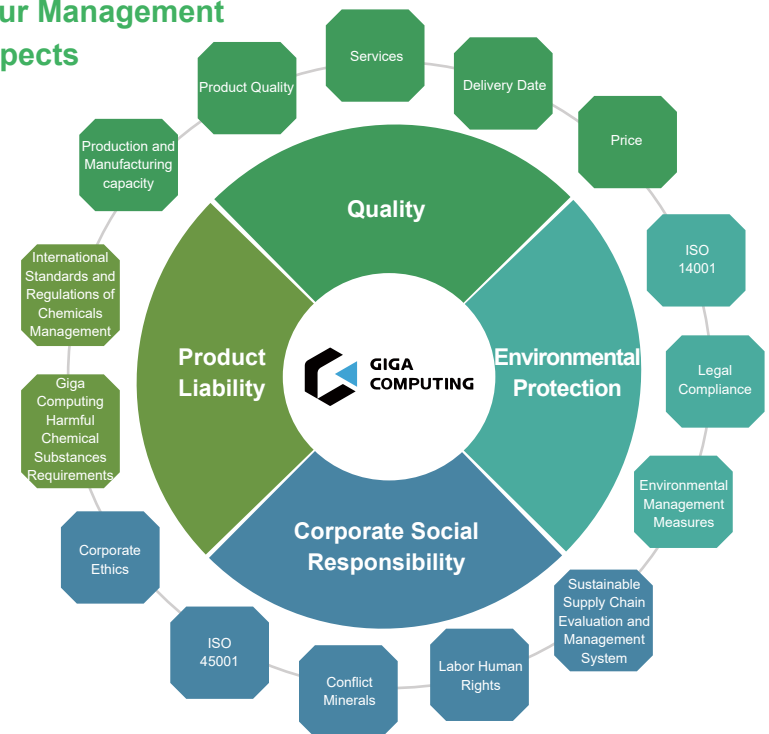 ur Management
pects
Services
Product Quality
Delivery Date
Price
Production and
Manufacturing
capacity
Quality
ISO
14001
International
Standards and
Regulations of
Chemicals
Management
Product
Liability
GIGA
COMPUTING
Environmental
Protection
Legal
Compliance
Giga
Computing
Harmful
Chemical
Substances
Requirements
Environmental
Management
Measures
Corporate Social
Responsibility
Corporate
Ethics
Sustainable
Supply Chain
Evaluation and
Management
System
ISO
45001
Labor Human
Rights
Conflict
Minerals